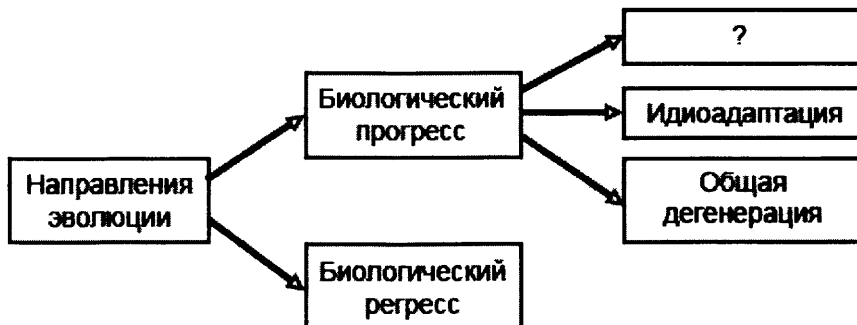 ?
Биологический
прогресс
Идиоадаптация
Направления
эволюции
Общая
дегенерация
Биологический
регресс